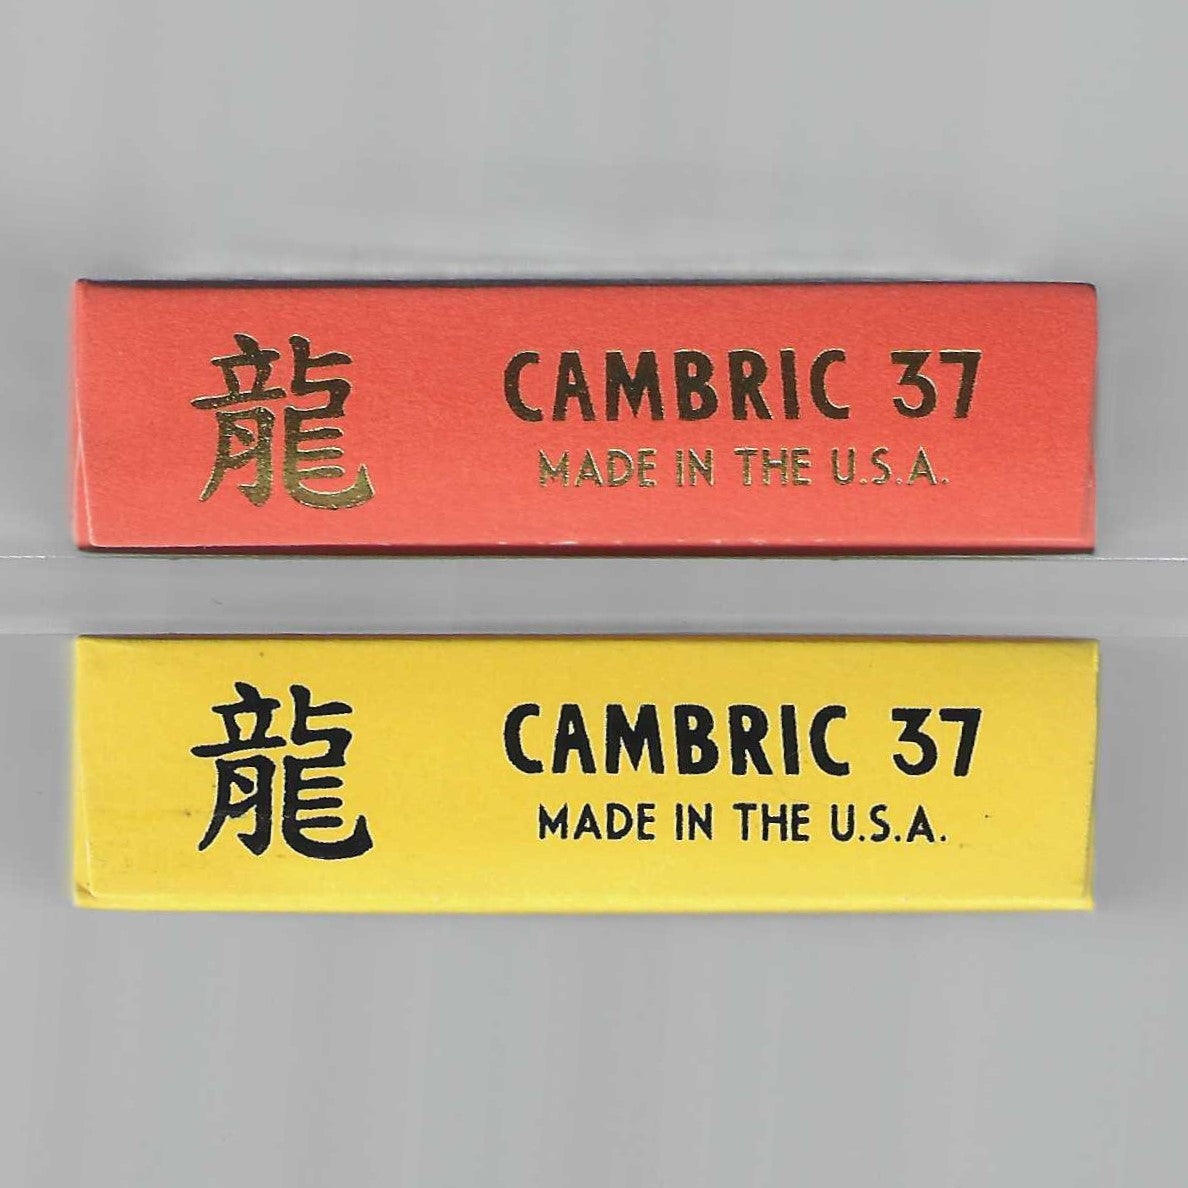 龍
CAMBRIC 37
MADE IN THE U.S.A.
龍
CAMBRIC 37
MADE IN THE U.S.A.